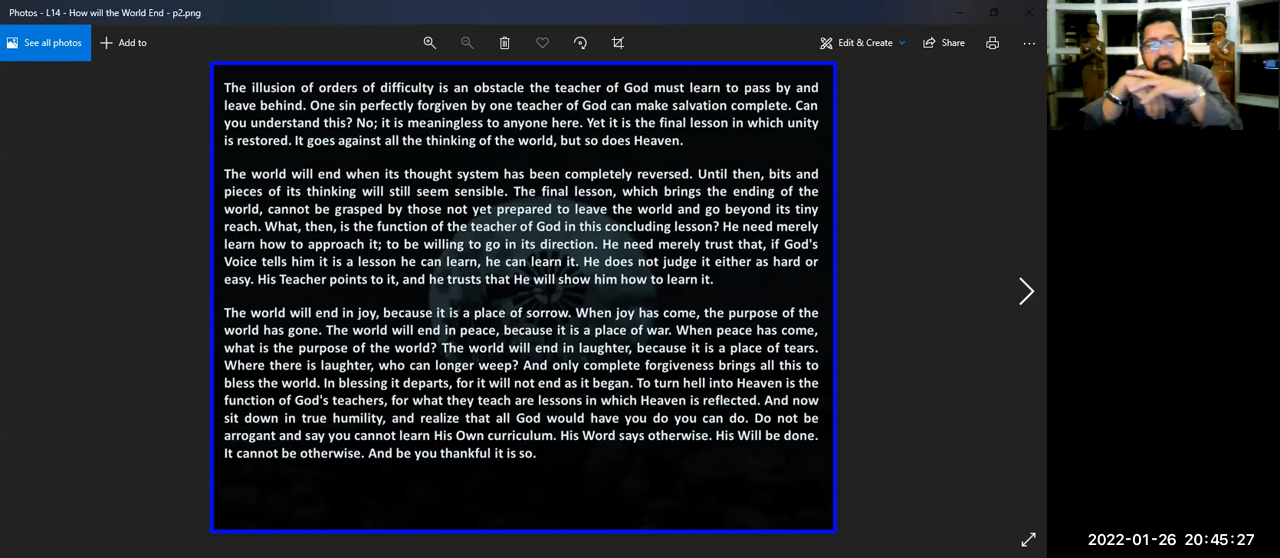 Photos - L14 - How will the World End - p2.png
See all photos
Add to
Edit & Create
Share
The illusion of orders of difficulty is an obstacle the teacher of God must learn to pass by and
leave behind. One sin perfectly forgiven by one teacher of God can make salvation complete. Can
you understand this? No; it is meaningless to anyone here. Yet it is the final lesson in which unity
is restored. It goes against all the thinking of the world, but so does Heaven.
The world will end when its thought system has been completely reversed. Until then, bits and
pieces of its thinking will still seem sensible. The final lesson, which brings the ending of the
world, cannot be grasped by those not yet prepared to leave the world and go beyond its tiny
reach. What, then, is the function of the teacher of God in this concluding lesson? He need merely
learn how to approach it; to be willing to go in its direction. He need merely trust that, if God's
Voice tells him it is a lesson he can learn, he can learn it. He does not judge it either as hard or
easy. His Teacher points to it, and he trusts that He will show him how to learn it.
The world will end in joy, because it is a place of sorrow. When joy has come, the purpose of the
world has gone. The world will end in peace, because it is a place of war. When peace has come,
what is the purpose of the world? The world will end in laughter, because it is a place of tears.
Where there is laughter, who can longer weep? And only complete forgiveness brings all this to
bless the world. In blessing it departs, for it will not end as it began. To turn hell into Heaven is the
function of God's teachers, for what they teach are lessons in which Heaven is reflected. And now
sit down in true humility, and realize that all God would have you do you can do. Do not be
arrogant and say you cannot learn His Own curriculum. His Word says otherwise. His Will be done.
It cannot be otherwise. And be you thankful it is so.
2022-01-26 20:45:27